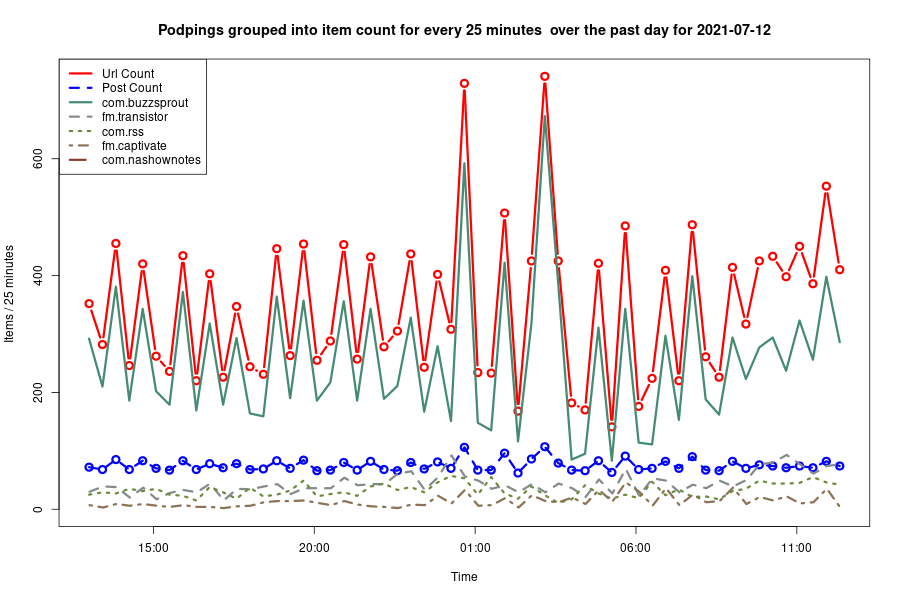 Podpings grouped into item count for every 25 minutes  over the past day for 2021-07-12
Url Count
Post Count
com.buzzsprout
fm.transistor
com.rss
fm.captivate
com.nashownotes
Items / 25 minutes
600
400
200
0
15:00 20:00 01:00 06:00 11:00
Time